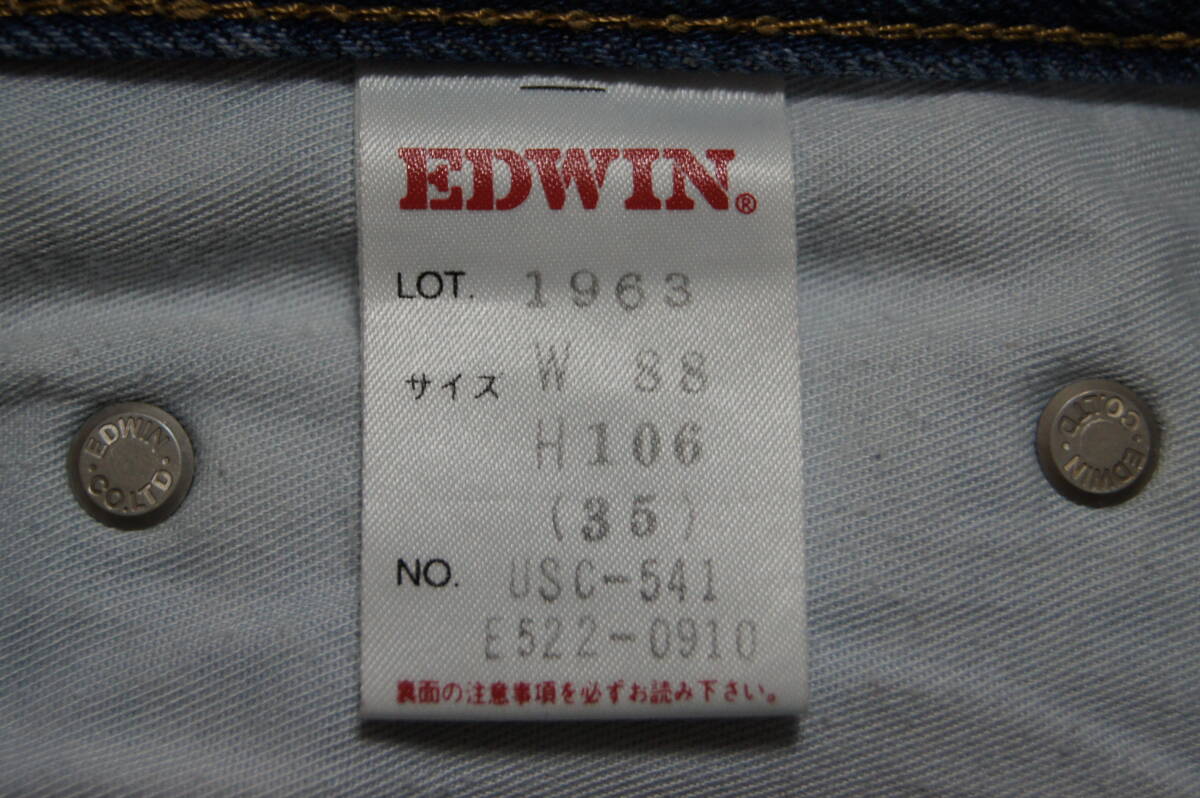 EDWIN®
LOT. 1963
サイズ W 88
H106
(35)
NO. USC-541
E522-0910
裏面の注意事項を必ずお読み下さい。
EDWIN
CO.LTD
EDWIN
CO.LTD